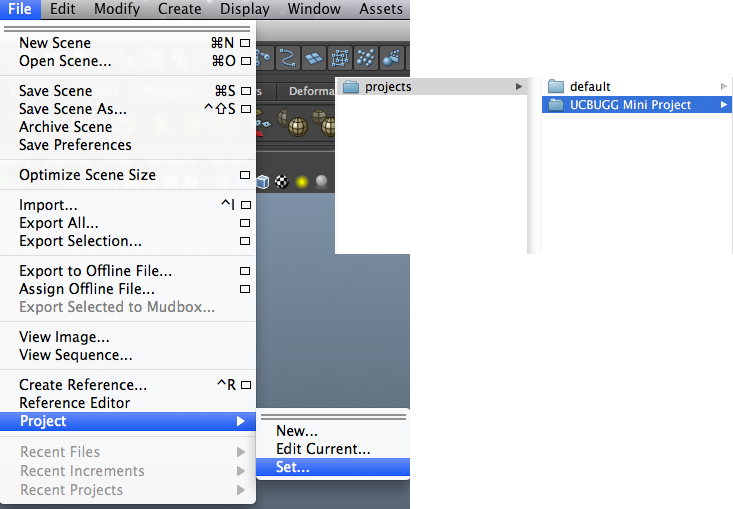 File Edit Modify Create Display Window Assets
New Scene ⌘N
Open Scene... ⌘O
Save Scene ⌘S
Save Scene As... ^⇧S
Archive Scene
Save Preferences
Optimize Scene Size
Import... ^I
Export All...
Export Selection...
Export to Offline File...
Assign Offline File...
Export Selected to Mudbox...
View Image...
View Sequence...
Create Reference... ^R
Reference Editor
Project
Recent Files
Recent Increments
Recent Projects
New...
Edit Current...
Set...
Deforma
projects
default
UCBUGG Mini Project